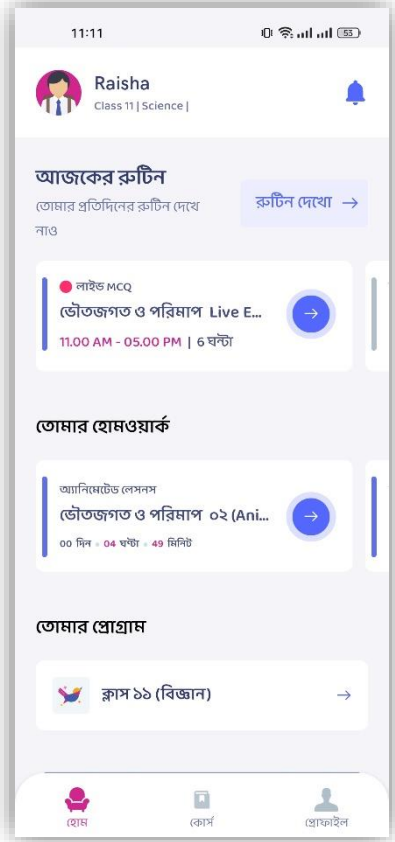 11:11
53
Raisha
Class 11 | Science |
আজকের রুটিন
তোমার প্রতিদিনের রুটিন দেখে
নাও
রুটিন দেখো →
লাইভ MCQ
ভৌতজগত ও পরিমাপ Live E...
11.00 AM - 05.00 PM | 6 ঘন্টা
তোমার হোমওয়ার্ক
অ্যানিমেটেড লেসনস
ভৌতজগত ও পরিমাপ ০২ (Ani...
00 দিন 04 ঘন্টা 49 মিনিট
তোমার প্রোগ্রাম
ক্লাস ১১ (বিজ্ঞান)
হোম
কোর্স
প্রোফাইল